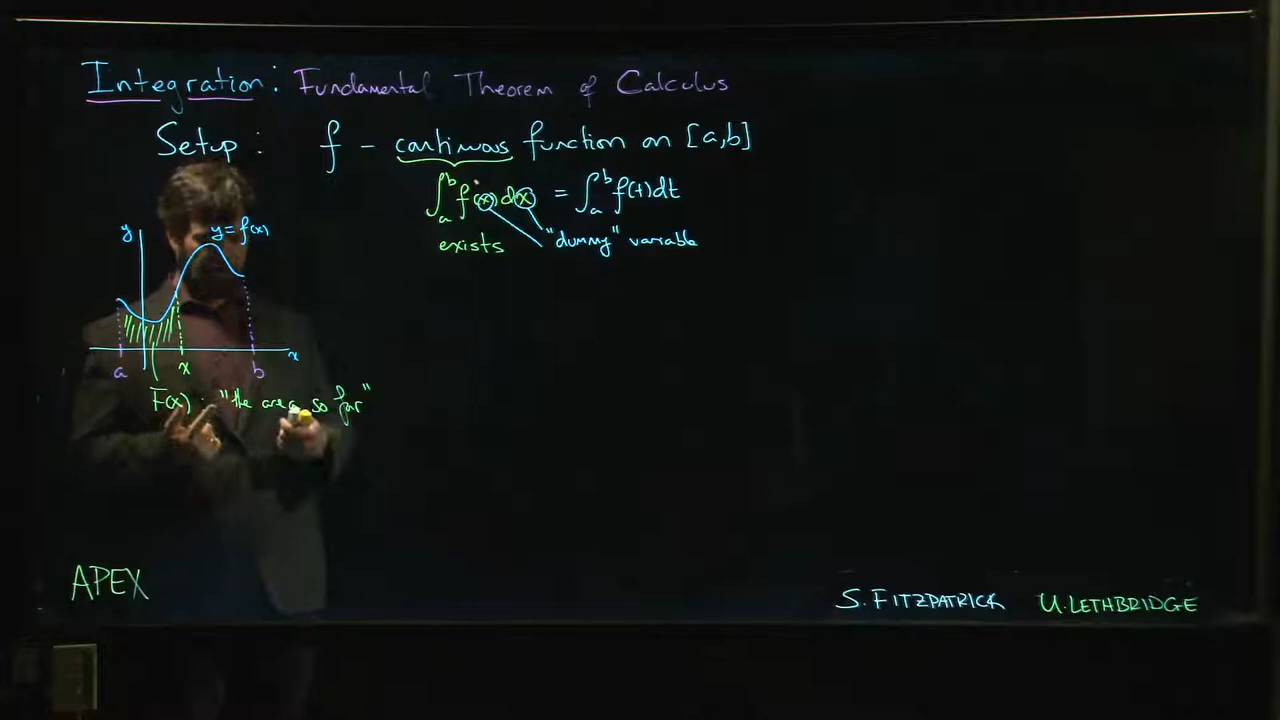 Integration: Fundamental Theorem of Calculus
Setup: f - continuous function on [a,b]
∫_a^b f(x)dx = ∫_a^b f(t)dt
exists "dummy" variable
y y=f(x)
x
a x b
F(x): "the area so far"
APEX
S. FITZPATRICK U. LETHBRIDGE